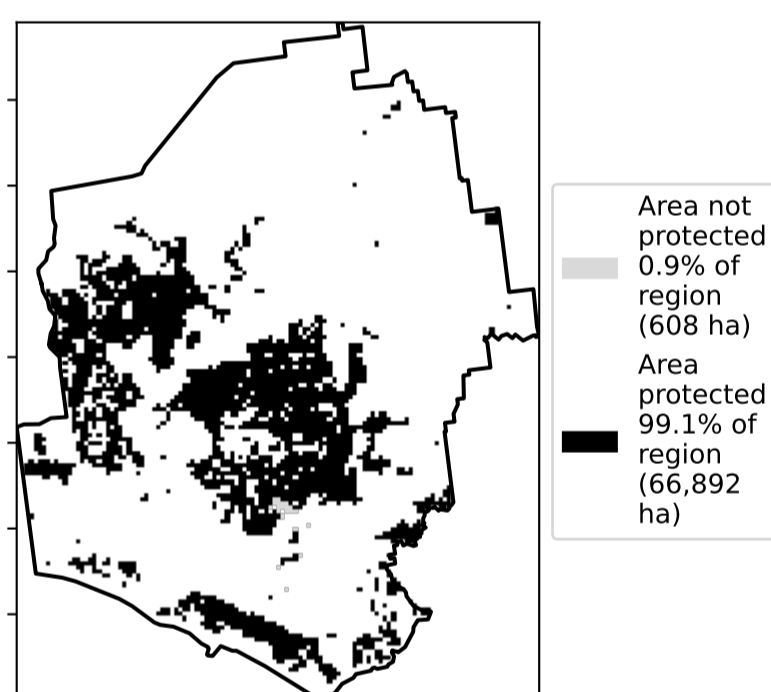 Area not
protected
0.9% of
region
(608 ha)
Area
protected
99.1% of
region
(66,892
ha)